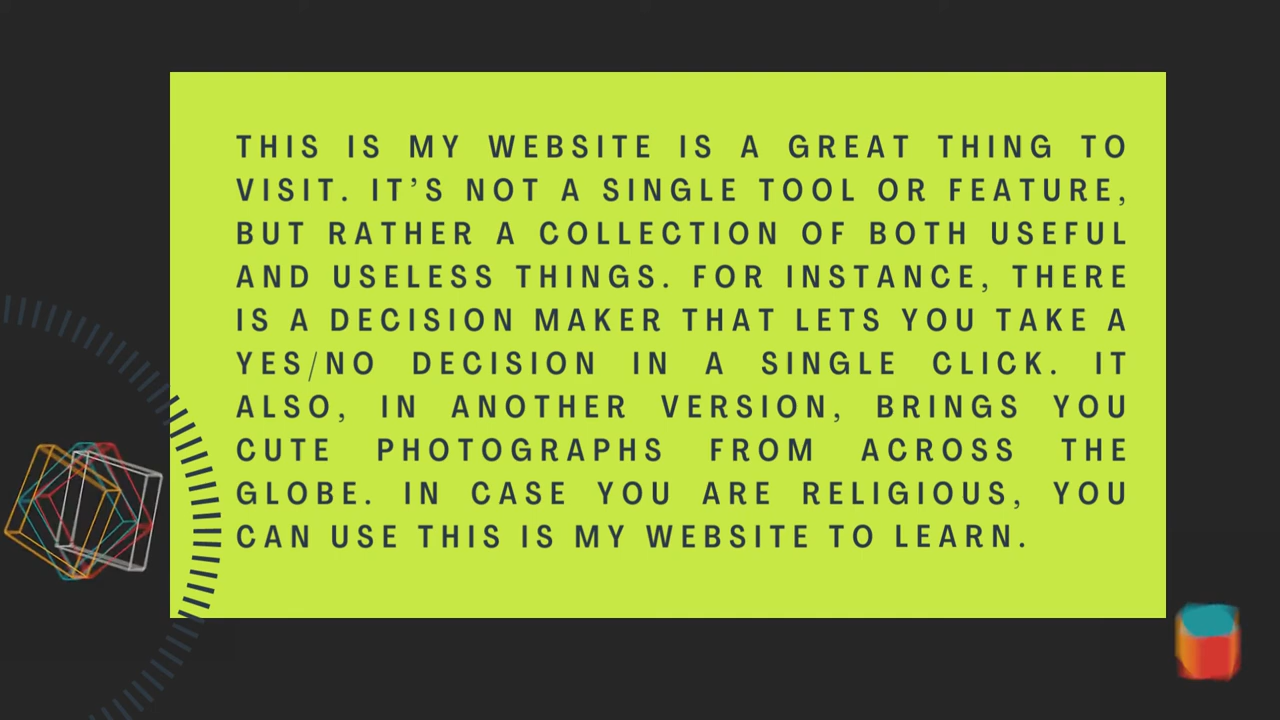 THIS IS MY WEBSITE IS A GREAT THING TO
VISIT. IT’S NOT A SINGLE TOOL OR FEATURE,
BUT RATHER A COLLECTION OF BOTH USEFUL
AND USELESS THINGS. FOR INSTANCE, THERE
IS A DECISION MAKER THAT LETS YOU TAKE A
YES/NO DECISION IN A SINGLE CLICK. IT
ALSO, IN ANOTHER VERSION, BRINGS YOU
CUTE PHOTOGRAPHS FROM ACROSS THE
GLOBE. IN CASE YOU ARE RELIGIOUS, YOU
CAN USE THIS IS MY WEBSITE TO LEARN.